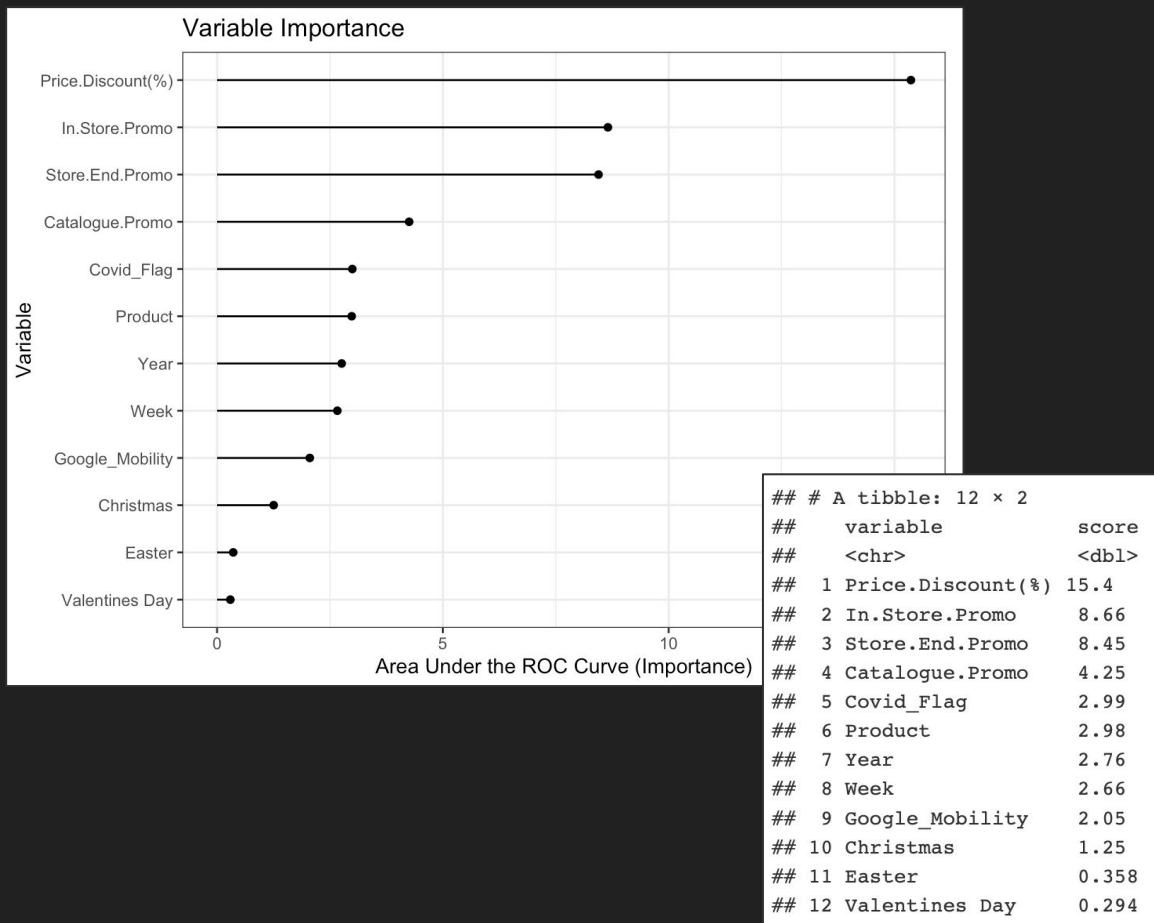 Variable Importance
Variable
Price.Discount(%)
In.Store.Promo
Store.End.Promo
Catalogue.Promo
Covid_Flag
Product
Year
Week
Google_Mobility
Christmas
Easter
Valentines Day
0 5 10
Area Under the ROC Curve (Importance)
## # A tibble: 12 × 2
##    variable          score
##    <chr>             <dbl>
##  1 Price.Discount(%) 15.4
##  2 In.Store.Promo     8.66
##  3 Store.End.Promo    8.45
##  4 Catalogue.Promo    4.25
##  5 Covid_Flag         2.99
##  6 Product            2.98
##  7 Year               2.76
##  8 Week               2.66
##  9 Google_Mobility    2.05
## 10 Christmas          1.25
## 11 Easter             0.358
## 12 Valentines Day     0.294